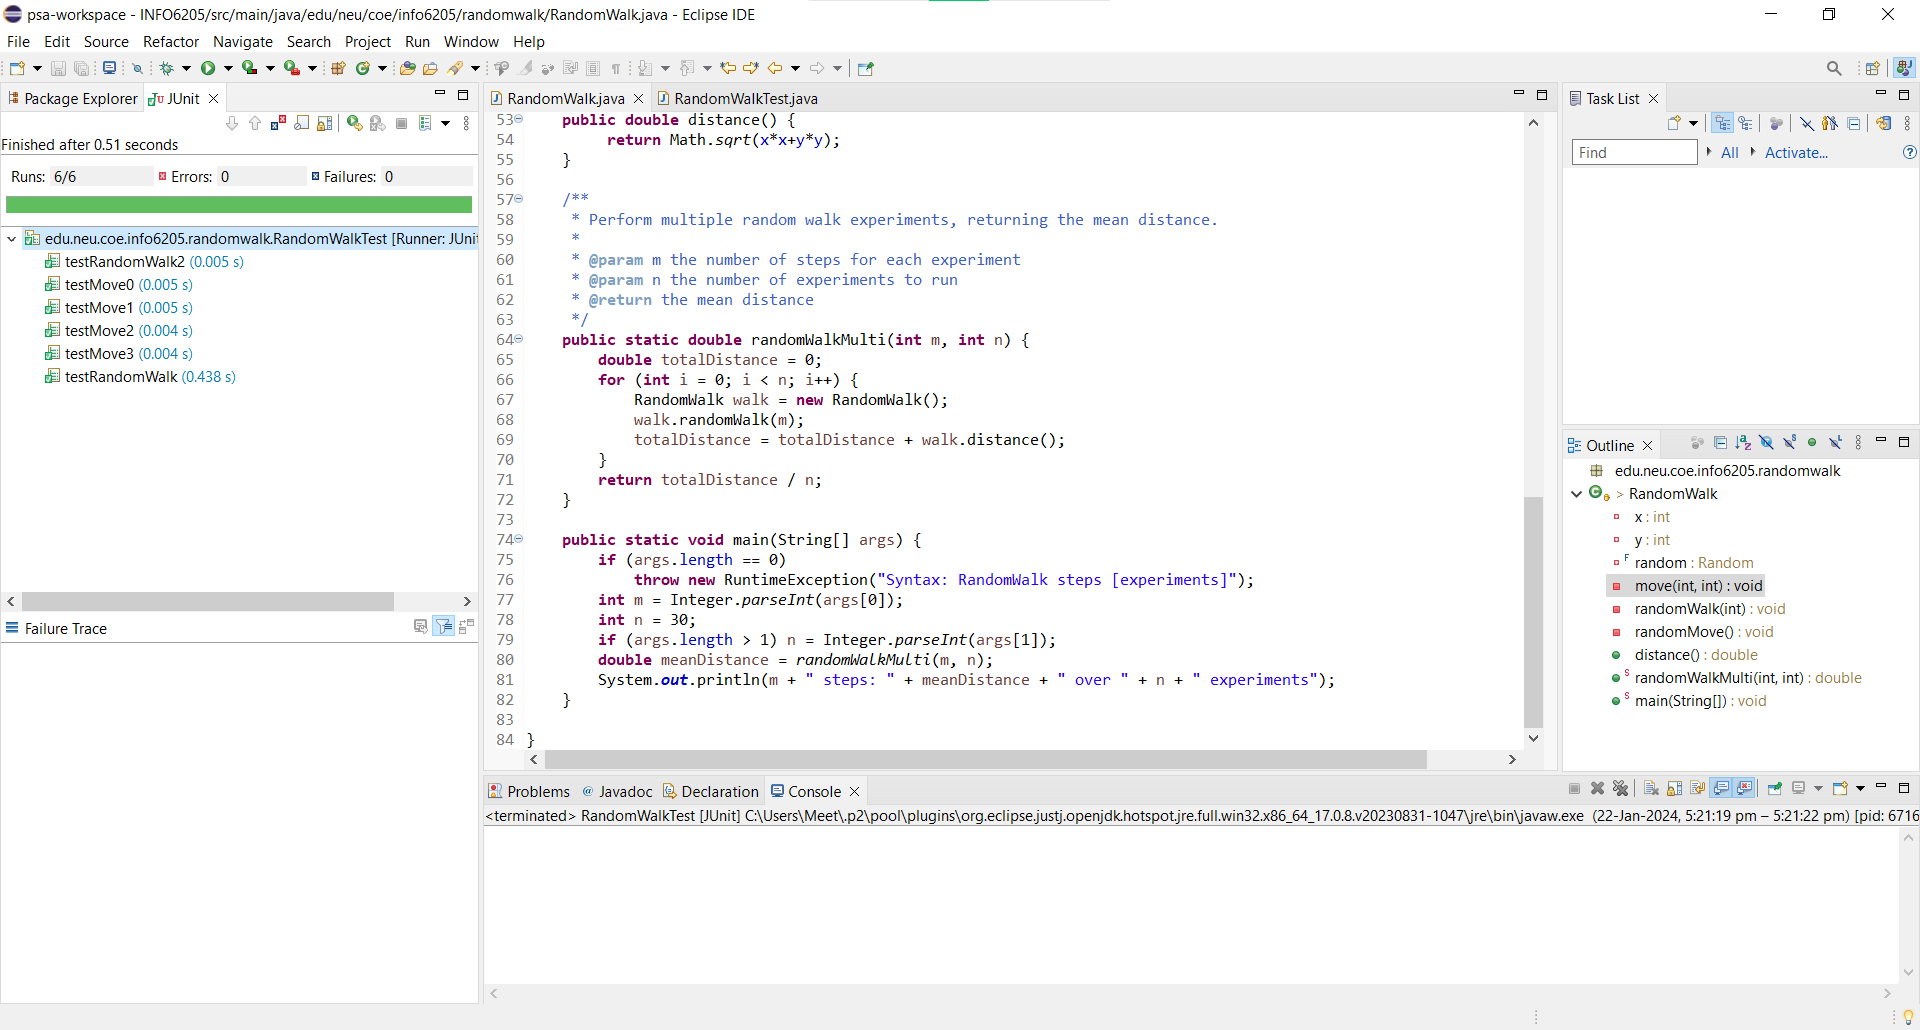 psa-workspace - INFO6205/src/main/java/edu/neu/coe/info6205/randomwalk/RandomWalk.java - Eclipse IDE
File Edit Source Refactor Navigate Search Project Run Window Help
Package Explorer JUnit
Finished after 0.51 seconds
Runs: 6/6 Errors: 0 Failures: 0
edu.neu.coe.info6205.randomwalk.RandomWalkTest [Runner: JUni
testRandomWalk2 (0.005 s)
testMove0 (0.005 s)
testMove1 (0.005 s)
testMove2 (0.004 s)
testMove3 (0.004 s)
testRandomWalk (0.438 s)
Failure Trace
RandomWalk.java RandomWalkTest.java
53 public double distance() {
54 return Math.sqrt(x*x+y*y);
55 }
56
57 /**
58 * Perform multiple random walk experiments, returning the mean distance.
59 *
60 * @param m the number of steps for each experiment
61 * @param n the number of experiments to run
62 * @return the mean distance
63 */
64 public static double randomWalkMulti(int m, int n) {
65 double totalDistance = 0;
66 for (int i = 0; i < n; i++) {
67 RandomWalk walk = new RandomWalk();
68 walk.randomWalk(m);
69 totalDistance = totalDistance + walk.distance();
70 }
71 return totalDistance / n;
72 }
73
74 public static void main(String[] args) {
75 if (args.length == 0)
76 throw new RuntimeException("Syntax: RandomWalk steps [experiments]");
77 int m = Integer.parseInt(args[0]);
78 int n = 30;
79 if (args.length > 1) n = Integer.parseInt(args[1]);
80 double meanDistance = randomWalkMulti(m, n);
81 System.out.println(m + " steps: " + meanDistance + " over " + n + " experiments");
82 }
83
84 }
Task List
Find All Activate...
Outline
edu.neu.coe.info6205.randomwalk
> RandomWalk
x : int
y : int
random : Random
move(int, int) : void
randomWalk(int) : void
randomMove() : void
distance() : double
randomWalkMulti(int, int) : double
main(String[]) : void
Problems Javadoc Declaration Console
<terminated> RandomWalkTest [JUnit] C:\Users\Meet\.p2\pool\plugins\org.eclipse.justj.openjdk.hotspot.jre.full.win32.x86_64_17.0.8.v20230831-1047\jre\bin\javaw.exe (22-Jan-2024, 5:21:19 pm – 5:21:22 pm) [pid: 6716